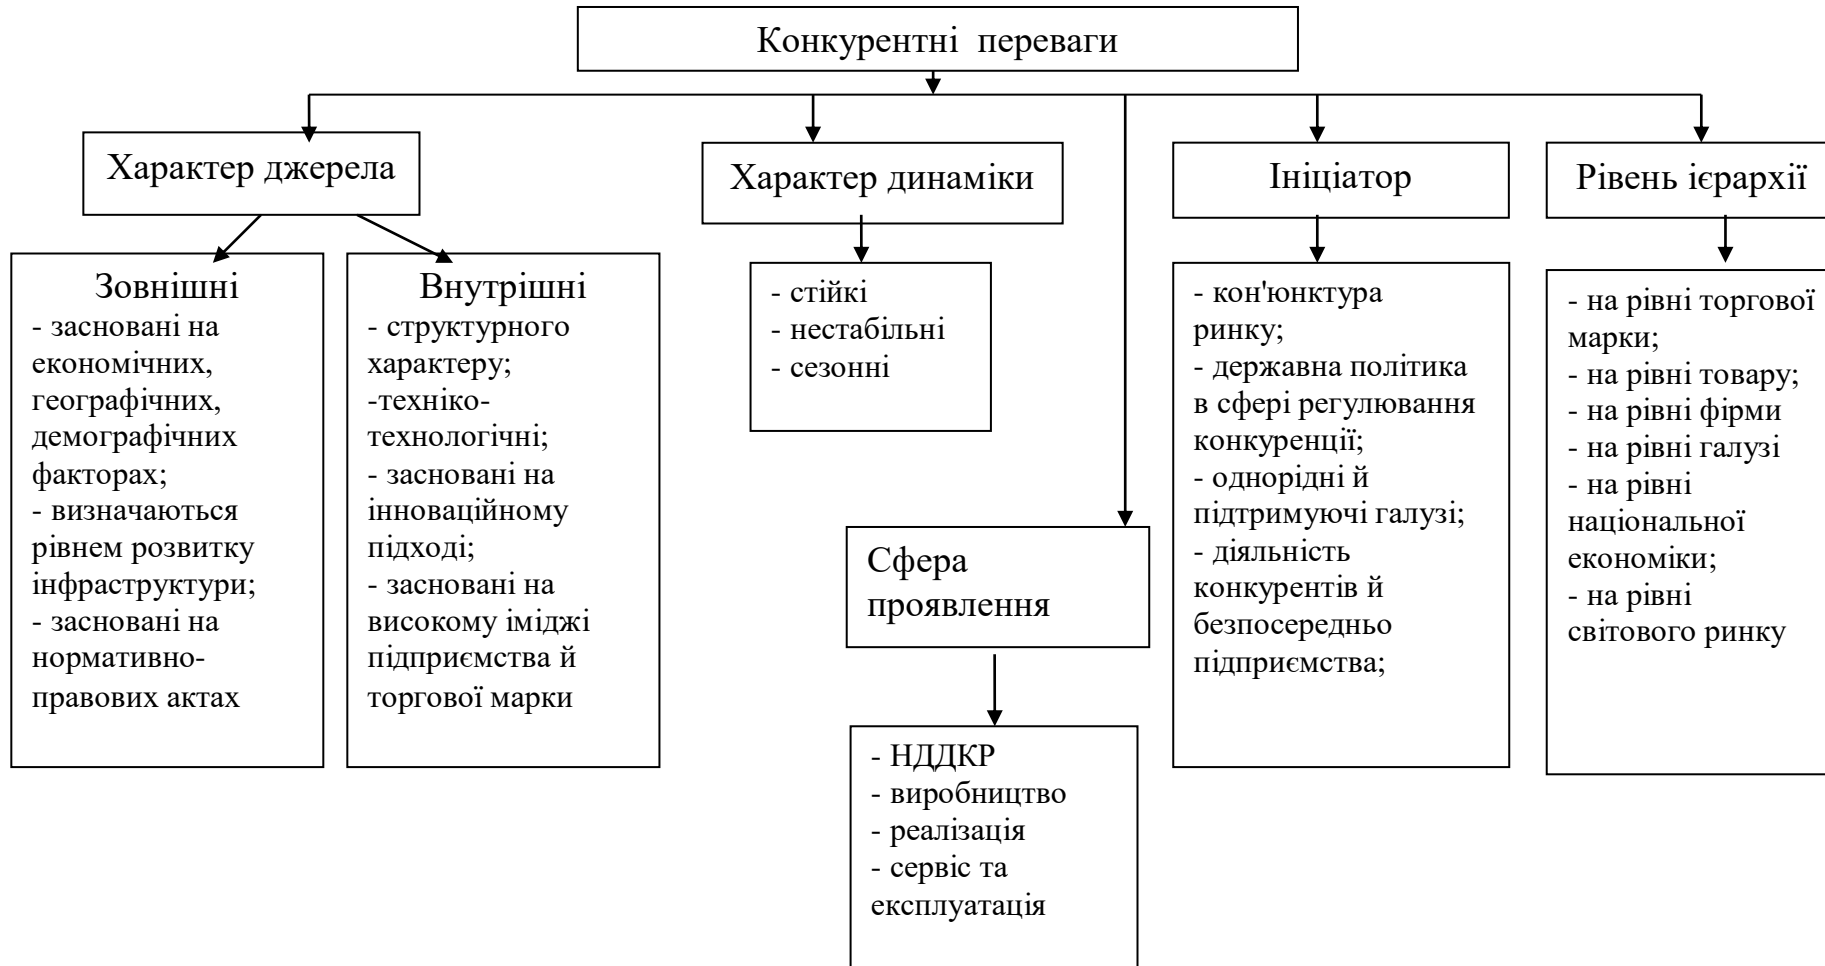 Конкурентні переваги
Характер джерела
Зовнішні
- засновані на
економічних,
географічних,
демографічних
факторах;
- визначаються
рівнем розвитку
інфраструктури;
- засновані на
нормативно-
правових актах
Внутрішні
- структурного
характеру;
-техніко-
технологічні;
- засновані на
інноваційному
підході;
- засновані на
високому іміджі
підприємства й
торгової марки
Характер динаміки
- стійкі
- нестабільні
- сезонні
Сфера
проявлення
- НДДКР
- виробництво
- реалізація
- сервіс та
експлуатація
Ініціатор
- кон'юнктура
ринку;
- державна політика
в сфері регулювання
конкуренції;
- однорідні й
підтримуючі галузі;
- діяльність
конкурентів й
безпосередньо
підприємства;
Рівень ієрархії
- на рівні торгової
марки;
- на рівні товару;
- на рівні фірми
- на рівні галузі
- на рівні
національної
економіки;
- на рівні
світового ринку